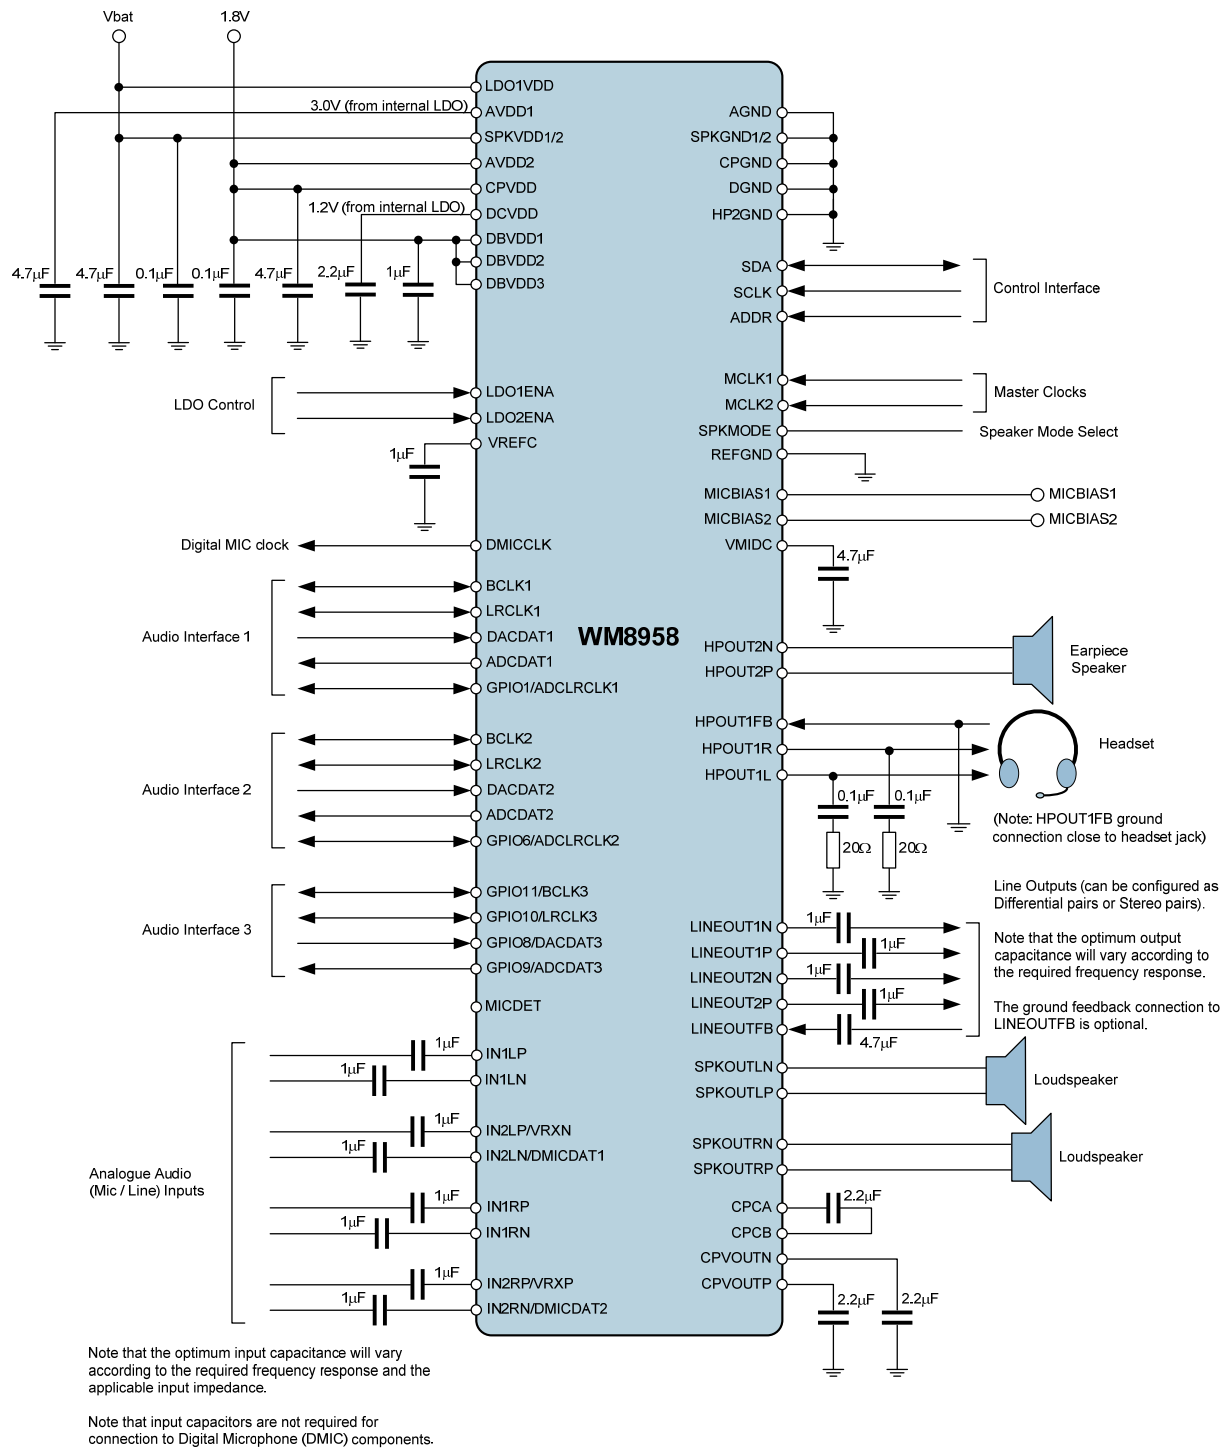 Vbat
1.8V
LDO1VDD
3.0V (from internal LDO)
AVDD1
SPKVDD1/2
AVDD2
CPVDD
1.2V (from internal LDO)
DCVDD
DBVDD1
DBVDD2
DBVDD3
4.7µF
4.7µF
0.1µF
0.1µF
4.7µF
2.2µF
1µF
LDO Control
LDO1ENA
LDO2ENA
VREFC
1µF
Digital MIC clock
DMICCLK
Audio Interface 1
BCLK1
LRCLK1
DACDAT1
ADCDAT1
GPIO1/ADCLRCLK1
Audio Interface 2
BCLK2
LRCLK2
DACDAT2
ADCDAT2
GPIO6/ADCLRCLK2
Audio Interface 3
GPIO11/BCLK3
GPIO10/LRCLK3
GPIO8/DACDAT3
GPIO9/ADCDAT3
MICDET
Analogue Audio
(Mic / Line) Inputs
1µF
IN1LP
1µF
IN1LN
1µF
IN2LP/VRXN
1µF
IN2LN/DMICDAT1
1µF
IN1RP
1µF
IN1RN
1µF
IN2RP/VRXP
1µF
IN2RN/DMICDAT2
Note that the optimum input capacitance will vary
according to the required frequency response and the
applicable input impedance.
Note that input capacitors are not required for
connection to Digital Microphone (DMIC) components.
WM8958
AGND
SPKGND1/2
CPGND
DGND
HP2GND
SDA
SCLK
ADDR
Control Interface
MCLK1
MCLK2
Master Clocks
SPKMODE
Speaker Mode Select
REFGND
MICBIAS1
MICBIAS1
MICBIAS2
MICBIAS2
VMIDC
4.7µF
HPOUT2N
HPOUT2P
Earpiece
Speaker
HPOUT1FB
HPOUT1R
HPOUT1L
Headset
0.1µF
0.1µF
20Ω
20Ω
(Note: HPOUT1FB ground
connection close to headset jack)
Line Outputs (can be configured as
Differential pairs or Stereo pairs).
Note that the optimum output
capacitance will vary according to
the required frequency response.
The ground feedback connection to
LINEOUTFB is optional.
LINEOUT1N
1µF
LINEOUT1P
1µF
LINEOUT2N
1µF
LINEOUT2P
1µF
LINEOUTFB
4.7µF
SPKOUTLN
SPKOUTLP
Loudspeaker
SPKOUTRN
SPKOUTRP
Loudspeaker
CPCA
2.2µF
CPCB
CPVOUTN
CPVOUTP
2.2µF
2.2µF